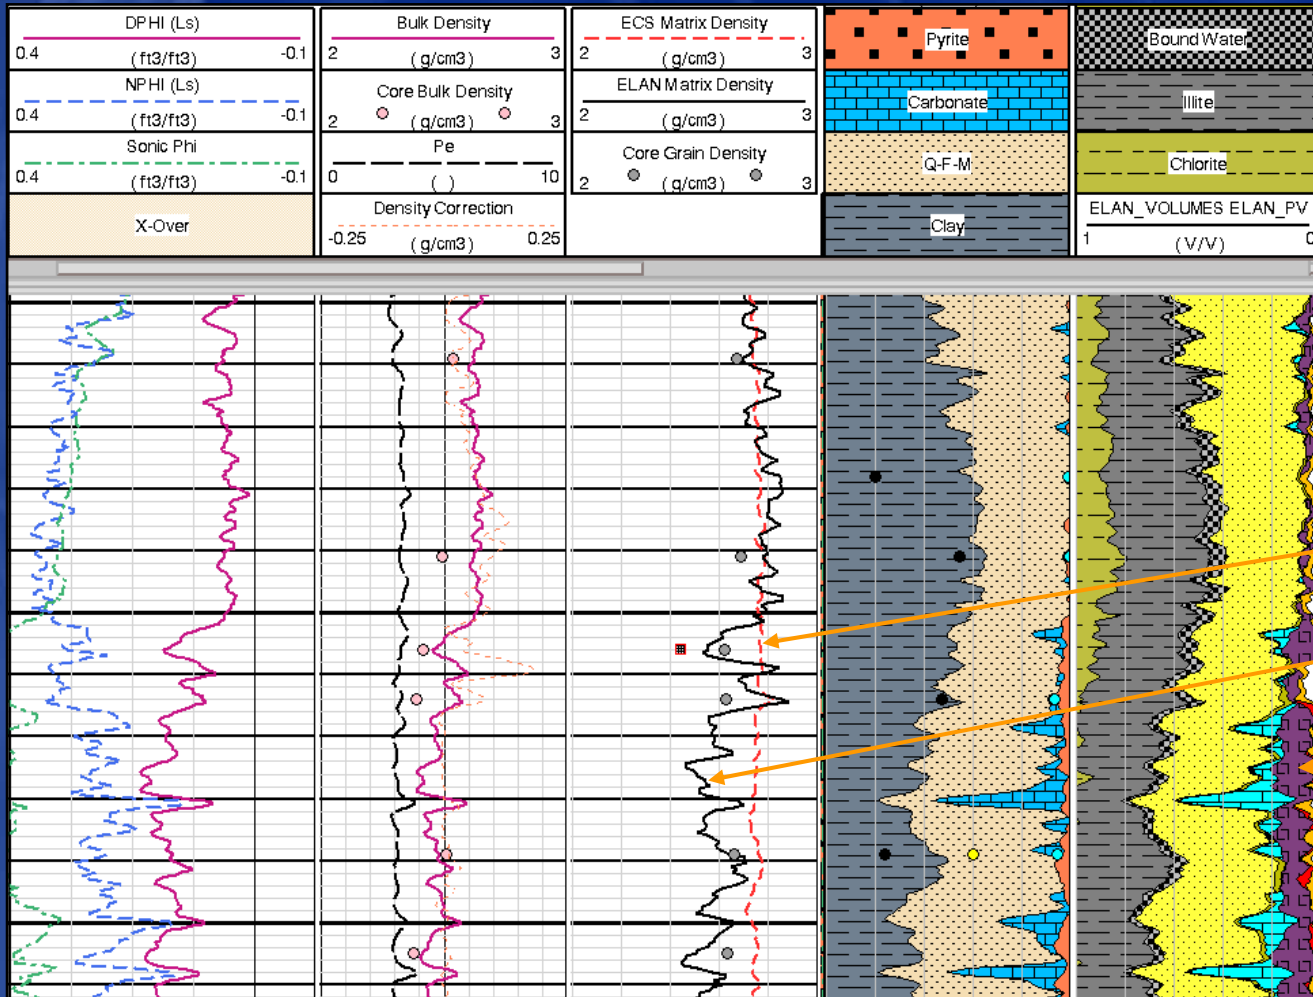 DPHI (Ls)
0.4 (ft3/ft3) -0.1
NPHI (Ls)
0.4 (ft3/ft3) -0.1
Sonic Phi
0.4 (ft3/ft3) -0.1
X-Over
Bulk Density
2 (g/cm3) 3
Core Bulk Density
2 (g/cm3) 3
Pe
0 () 10
Density Correction
-0.25 (g/cm3) 0.25
ECS Matrix Density
2 (g/cm3) 3
ELAN Matrix Density
2 (g/cm3) 3
Core Grain Density
2 (g/cm3) 3
Pyrite
Carbonate
Q-F-M
Clay
Bound Water
Illite
Chlorite
ELAN_VOLUMES ELAN_PV
1 (V/V) 0